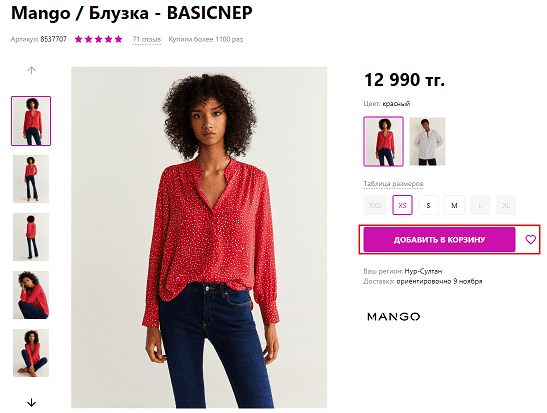 Mango / Блузка - BASICNEP
Артикул: 8537707 71 отзыв Купили более 1100 раз
12 990 тг.
Цвет: красный
Таблица размеров
XXL XS S M L XL
ДОБАВИТЬ В КОРЗИНУ
Ваш регион: Нур-Султан
Доставка: ориентировочно 9 ноября
MANGO